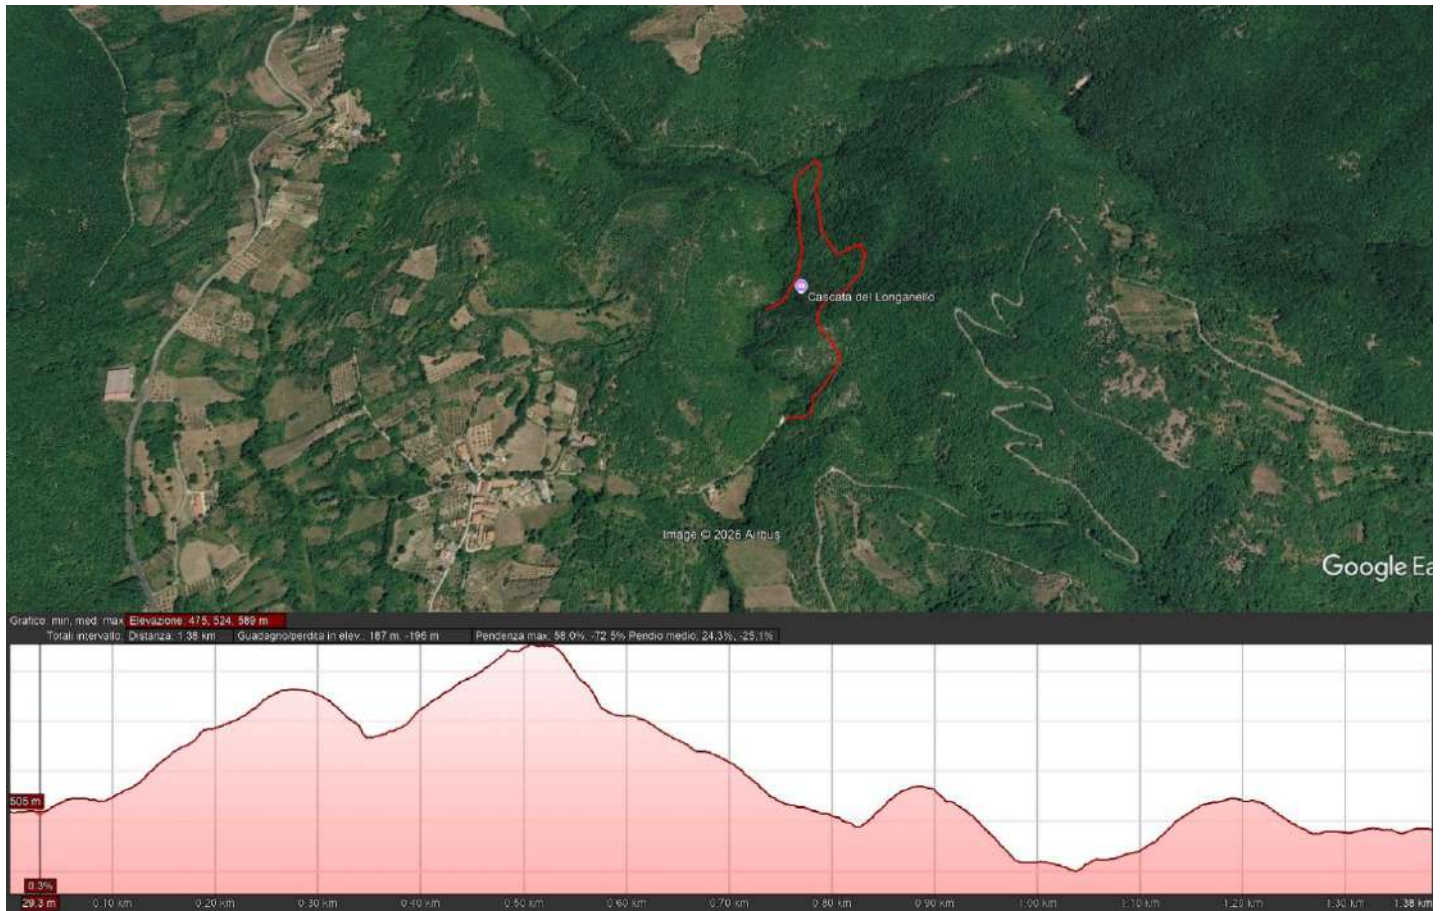 Cascata del Longanello
Image © 2026 Airbus
Google Ea
Grafico min, med, max Elevazione: 475, 524, 589 m
Totali intervallo: Distanza: 1.38 km Guadagno/perdita in elev.: 187 m, -196 m Pendenza max: 58.0%, -72.5% Pendio medio: 24,3%, -25,1%
505 m
0.3%
29.3 m 0.10 km 0.20 km 0.30 km 0.40 km 0.50 km 0.60 km 0.70 km 0.80 km 0.90 km 1.00 km 1.10 km 1.20 km 1.30 km 1.38 km